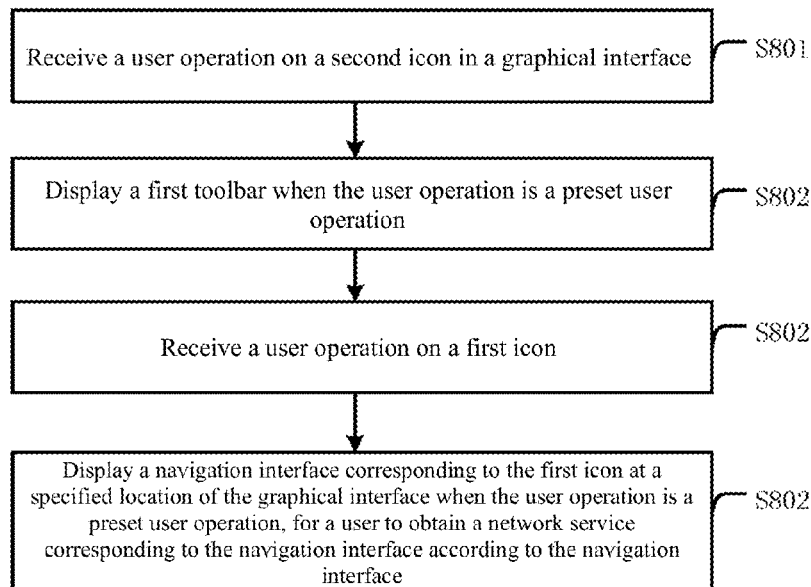 Receive a user operation on a second icon in a graphical interface
S801
Display a first toolbar when the user operation is a preset user
operation
S802
Receive a user operation on a first icon
S802
Display a navigation interface corresponding to the first icon at a
specified location of the graphical interface when the user operation is a
preset user operation, for a user to obtain a network service
corresponding to the navigation interface according to the navigation
interface
S802